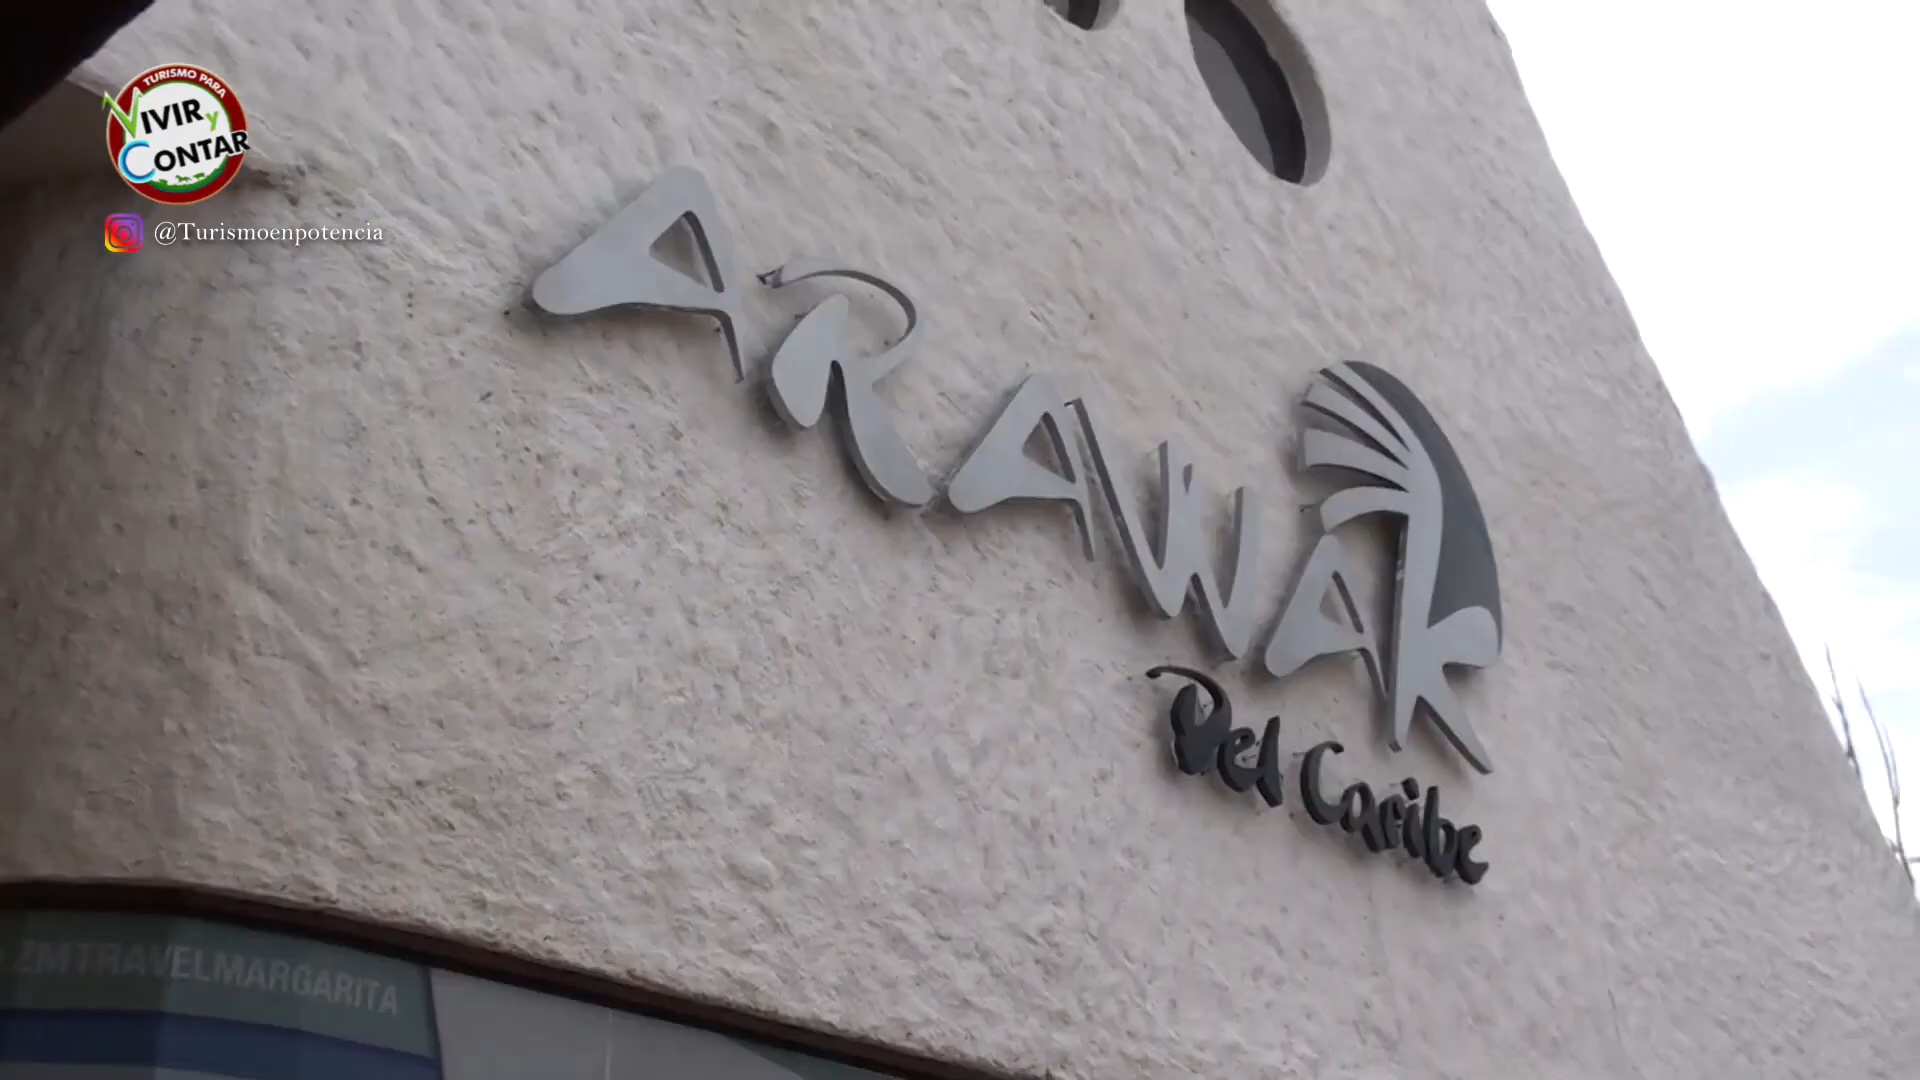 TURISMO PARA
VIVIR y
CONTAR
@Turismoenpotencia
ARAWAK
Del Caribe
ZMTRAVELMARGARITA